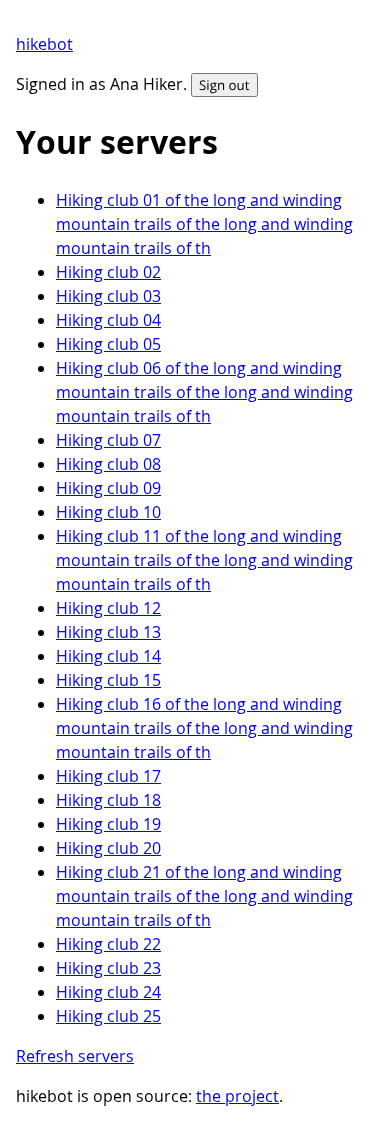 hikebot
Signed in as Ana Hiker. Sign out
Your servers
Hiking club 01 of the long and winding
mountain trails of the long and winding
mountain trails of th
Hiking club 02
Hiking club 03
Hiking club 04
Hiking club 05
Hiking club 06 of the long and winding
mountain trails of the long and winding
mountain trails of th
Hiking club 07
Hiking club 08
Hiking club 09
Hiking club 10
Hiking club 11 of the long and winding
mountain trails of the long and winding
mountain trails of th
Hiking club 12
Hiking club 13
Hiking club 14
Hiking club 15
Hiking club 16 of the long and winding
mountain trails of the long and winding
mountain trails of th
Hiking club 17
Hiking club 18
Hiking club 19
Hiking club 20
Hiking club 21 of the long and winding
mountain trails of the long and winding
mountain trails of th
Hiking club 22
Hiking club 23
Hiking club 24
Hiking club 25
Refresh servers
hikebot is open source: the project.